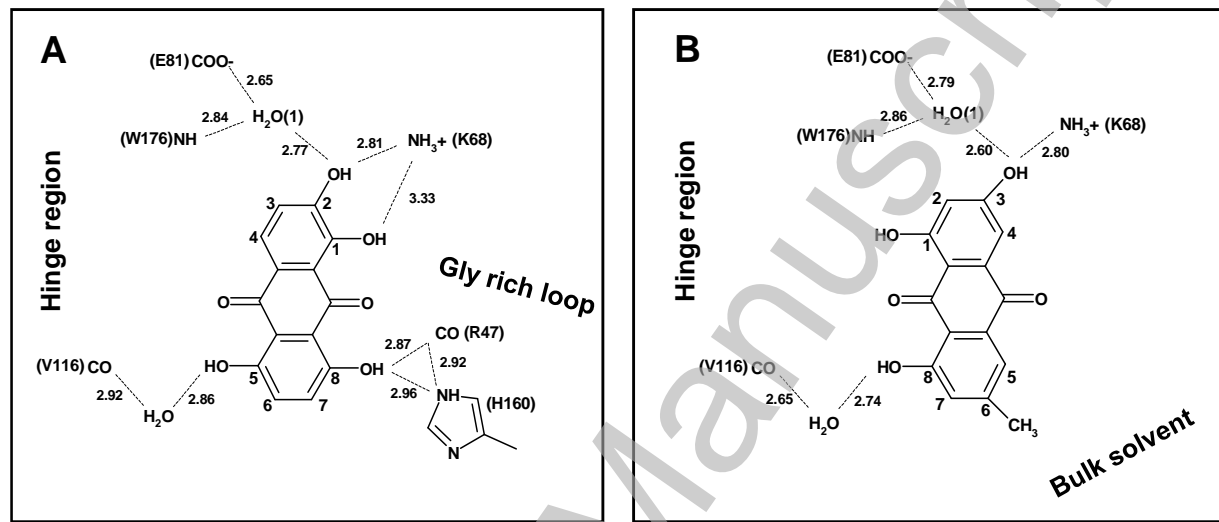 A
(E81)COO-
2.65
2.84
H2O(1)
(W176)NH
2.77
2.81
NH3+ (K68)
OH
3.33
3
2
4
1
OH
Hinge region
Gly rich loop
O
O
CO (R47)
2.87
2.92
(V116)CO
HO
5
8
OH
2.92
2.86
2.96
NH
(H160)
6
7
H2O
N
B
(E81)COO-
2.79
H2O(1)
2.86
(W176)NH
NH3+ (K68)
2.60
2.80
OH
2
3
HO
1
4
Hinge region
O
O
(V116)CO
HO
8
5
2.65
2.74
7
6
H2O
CH3
Bulk solvent
Manuscri